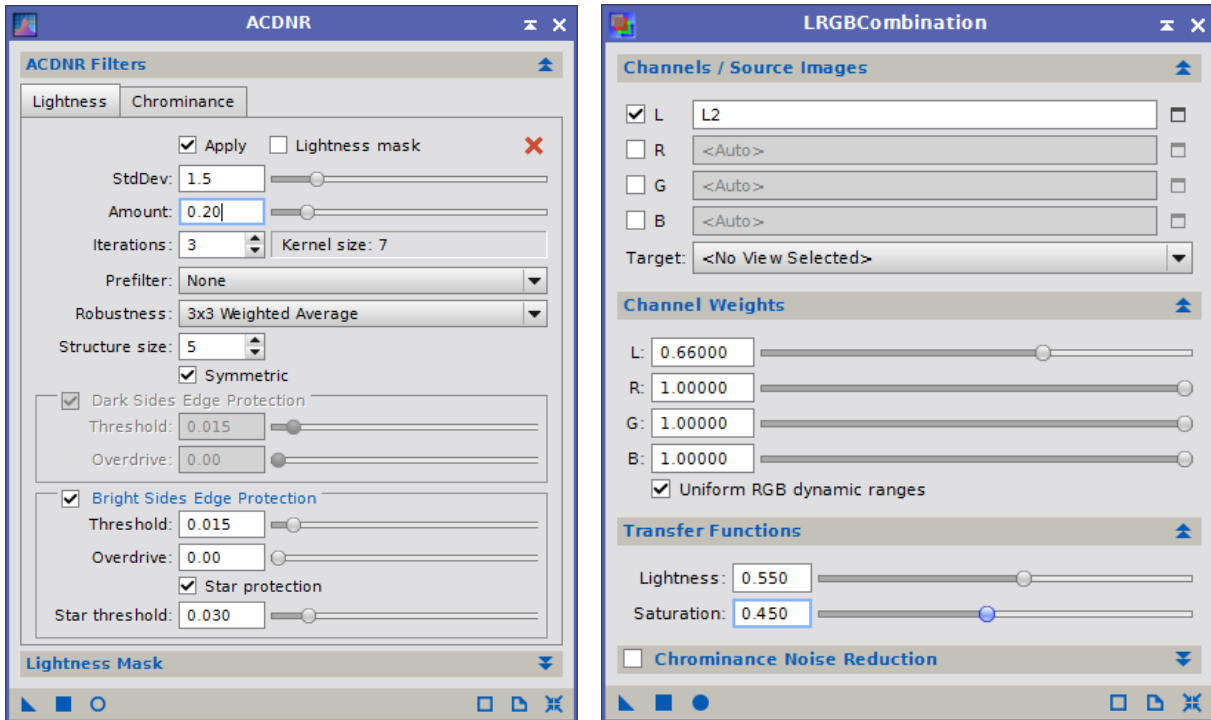 ACDNR
ACDNR Filters
Lightness Chrominance
Apply Lightness mask
StdDev: 1.5
Amount: 0.20
Iterations: 3 Kernel size: 7
Prefilter: None
Robustness: 3x3 Weighted Average
Structure size: 5
Symmetric
Dark Sides Edge Protection
Threshold: 0.015
Overdrive: 0.00
Bright Sides Edge Protection
Threshold: 0.015
Overdrive: 0.00
Star protection
Star threshold: 0.030
Lightness Mask
LRGBCombination
Channels / Source Images
L L2
R <Auto>
G <Auto>
B <Auto>
Target: <No View Selected>
Channel Weights
L: 0.66000
R: 1.00000
G: 1.00000
B: 1.00000
Uniform RGB dynamic ranges
Transfer Functions
Lightness: 0.550
Saturation: 0.450
Chrominance Noise Reduction